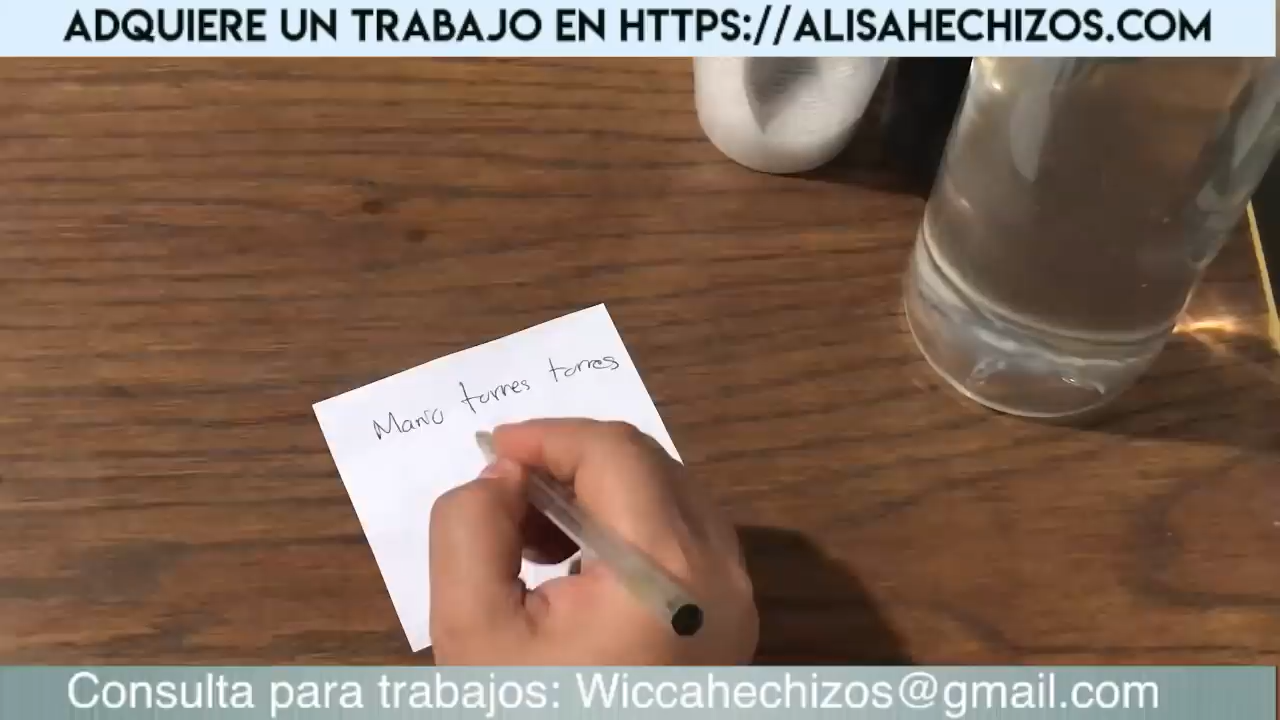 ADQUIERE UN TRABAJO EN HTTPS://ALISAHECHIZOS.COM
Mario torres torres
Consulta para trabajos: Wiccahechizos@gmail.com